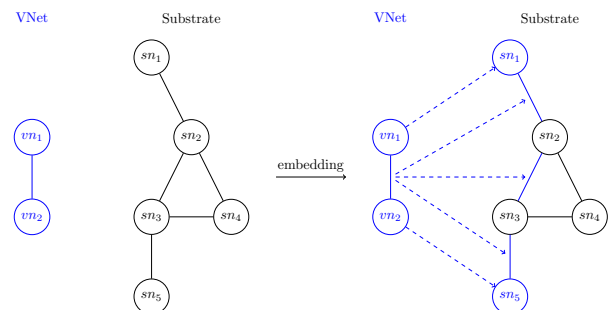 VNet
Substrate
sn1
sn2
vn1
vn2
sn3
sn4
sn5
embedding
VNet
Substrate
sn1
sn2
vn1
vn2
sn3
sn4
sn5